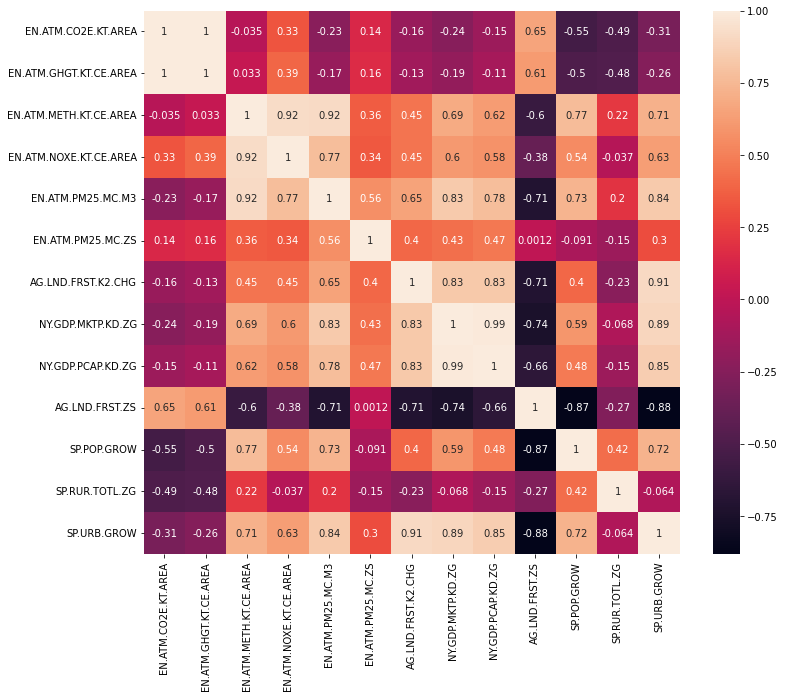 EN.ATM.CO2E.KT.AREA 1 1 -0.035 0.33 -0.23 0.14 -0.16 -0.24 -0.15 0.65 -0.55 -0.49 -0.31
EN.ATM.GHGT.KT.CE.AREA 1 1 0.033 0.39 -0.17 0.16 -0.13 -0.19 -0.11 0.61 -0.5 -0.48 -0.26
EN.ATM.METH.KT.CE.AREA -0.035 0.033 1 0.92 0.92 0.36 0.45 0.69 0.62 -0.6 0.77 0.22 0.71
EN.ATM.NOXE.KT.CE.AREA 0.33 0.39 0.92 1 0.77 0.34 0.45 0.6 0.58 -0.38 0.54 -0.037 0.63
EN.ATM.PM25.MC.M3 -0.23 -0.17 0.92 0.77 1 0.56 0.65 0.83 0.78 -0.71 0.73 0.2 0.84
EN.ATM.PM25.MC.ZS 0.14 0.16 0.36 0.34 0.56 1 0.4 0.43 0.47 0.0012 -0.091 -0.15 0.3
AG.LND.FRST.K2.CHG -0.16 -0.13 0.45 0.45 0.65 0.4 1 0.83 0.83 -0.71 0.4 -0.23 0.91
NY.GDP.MKTP.KD.ZG -0.24 -0.19 0.69 0.6 0.83 0.43 0.83 1 0.99 -0.74 0.59 -0.068 0.89
NY.GDP.PCAP.KD.ZG -0.15 -0.11 0.62 0.58 0.78 0.47 0.83 0.99 1 -0.66 0.48 -0.15 0.85
AG.LND.FRST.ZS 0.65 0.61 -0.6 -0.38 -0.71 0.0012 -0.71 -0.74 -0.66 1 -0.87 -0.27 -0.88
SP.POP.GROW -0.55 -0.5 0.77 0.54 0.73 -0.091 0.4 0.59 0.48 -0.87 1 0.42 0.72
SP.RUR.TOTL.ZG -0.49 -0.48 0.22 -0.037 0.2 -0.15 -0.23 -0.068 -0.15 -0.27 0.42 1 -0.064
SP.URB.GROW -0.31 -0.26 0.71 0.63 0.84 0.3 0.91 0.89 0.85 -0.88 0.72 -0.064 1
EN.ATM.CO2E.KT.AREA
EN.ATM.GHGT.KT.CE.AREA
EN.ATM.METH.KT.CE.AREA
EN.ATM.NOXE.KT.CE.AREA
EN.ATM.PM25.MC.M3
EN.ATM.PM25.MC.ZS
AG.LND.FRST.K2.CHG
NY.GDP.MKTP.KD.ZG
NY.GDP.PCAP.KD.ZG
AG.LND.FRST.ZS
SP.POP.GROW
SP.RUR.TOTL.ZG
SP.URB.GROW
1.00
0.75
0.50
0.25
0.00
−0.25
−0.50
−0.75